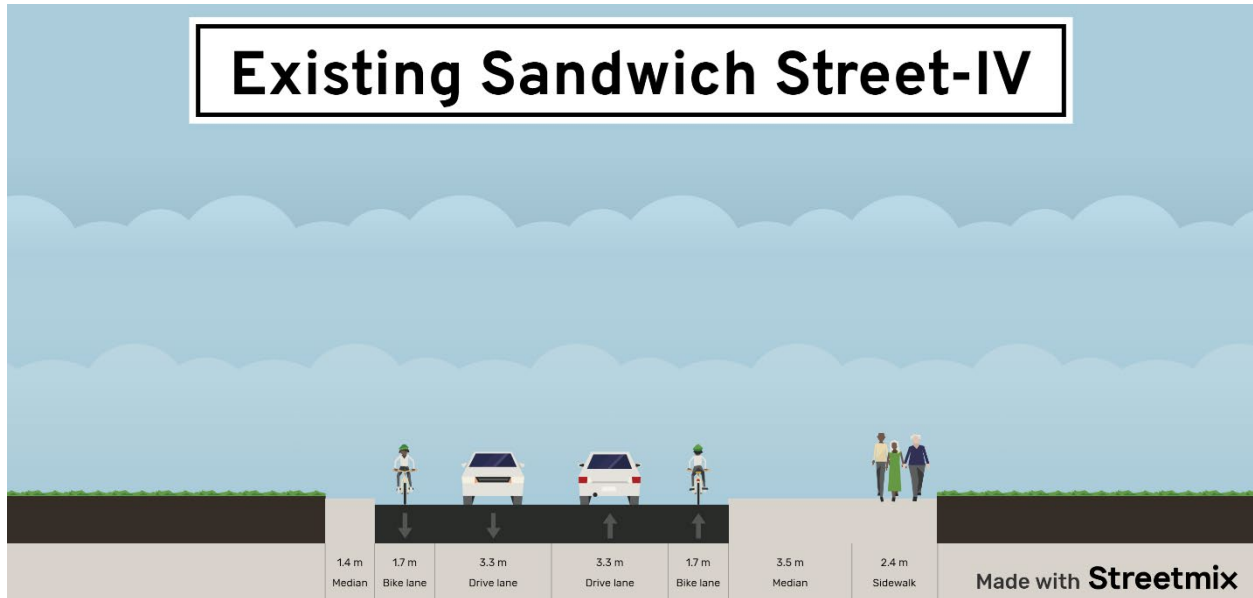 Existing Sandwich Street-IV
1.4 m 1.7 m 3.3 m 3.3 m 1.7 m 3.5 m 2.4 m
Median Bike lane Drive lane Drive lane Bike lane Median Sidewalk
Made with Streetmix